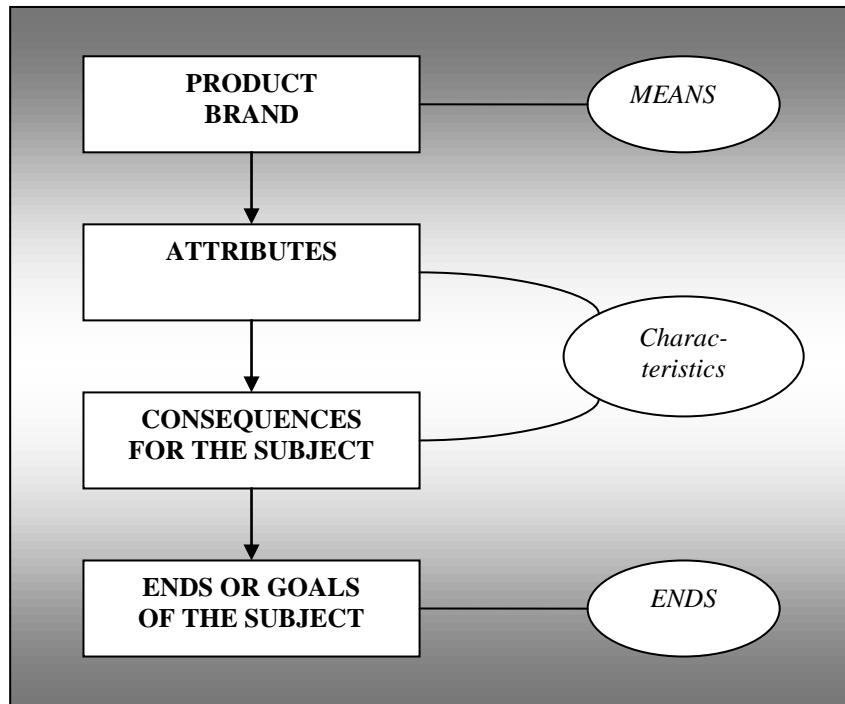 PRODUCT
BRAND
MEANS
ATTRIBUTES
Charac-
teristics
CONSEQUENCES
FOR THE SUBJECT
ENDS OR GOALS
OF THE SUBJECT
ENDS